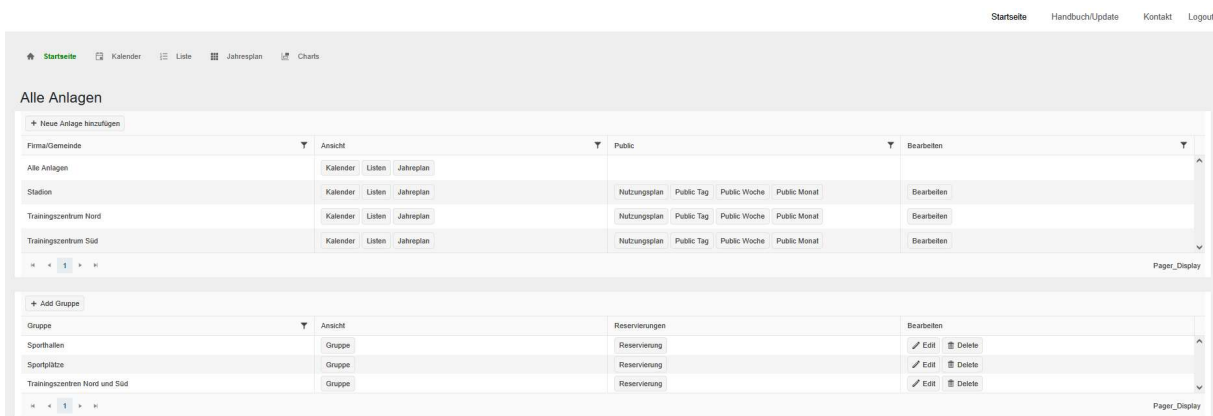 Startseite Handbuch/Update Kontakt Logout
Startseite Kalender Liste Jahresplan Charts
Alle Anlagen
+ Neue Anlage hinzufügen
Firma/Gemeinde Ansicht Public Bearbeiten
Alle Anlagen Kalender Listen Jahreplan
Stadion Kalender Listen Jahreplan Nutzungsplan Public Tag Public Woche Public Monat Bearbeiten
Trainingszentrum Nord Kalender Listen Jahreplan Nutzungsplan Public Tag Public Woche Public Monat Bearbeiten
Trainingszentrum Süd Kalender Listen Jahreplan Nutzungsplan Public Tag Public Woche Public Monat Bearbeiten
1 Pager_Display
+ Add Gruppe
Gruppe Ansicht Reservierungen Bearbeiten
Sporthallen Gruppe Reservierung Edit Delete
Sportplätze Gruppe Reservierung Edit Delete
Trainingszentren Nord und Süd Gruppe Reservierung Edit Delete
1 Pager_Display